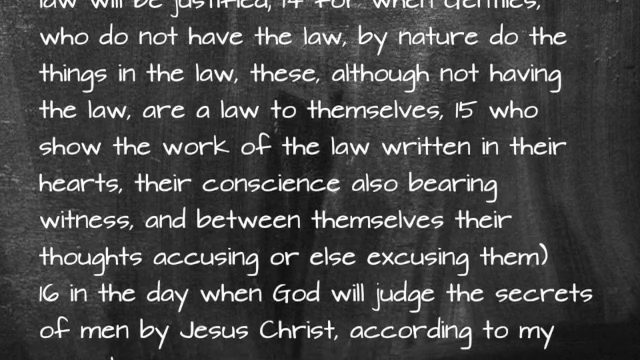 law will be justified; 14 for when Gentiles,
who do not have the law, by nature do the
things in the law, these, although not having
the law, are a law to themselves, 15 who
show the work of the law written in their
hearts, their conscience also bearing
witness, and between themselves their
thoughts accusing or else excusing them)
16 in the day when God will judge the secrets
of men by Jesus Christ, according to my